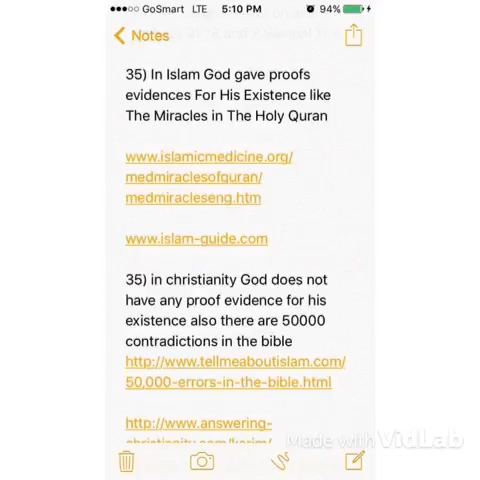 GoSmart LTE 5:10 PM 94%
Notes
35) In Islam God gave proofs
evidences For His Existence like
The Miracles in The Holy Quran
www.islamicmedicine.org/
medmiraclesofquran/
medmiracleseng.htm
www.islam-guide.com
35) in christianity God does not
have any proof evidence for his
existence also there are 50000
contradictions in the bible
http://www.tellmeaboutislam.com/
50,000-errors-in-the-bible.html
http://www.answering-
christianity.com/karim/
Made with VidLab